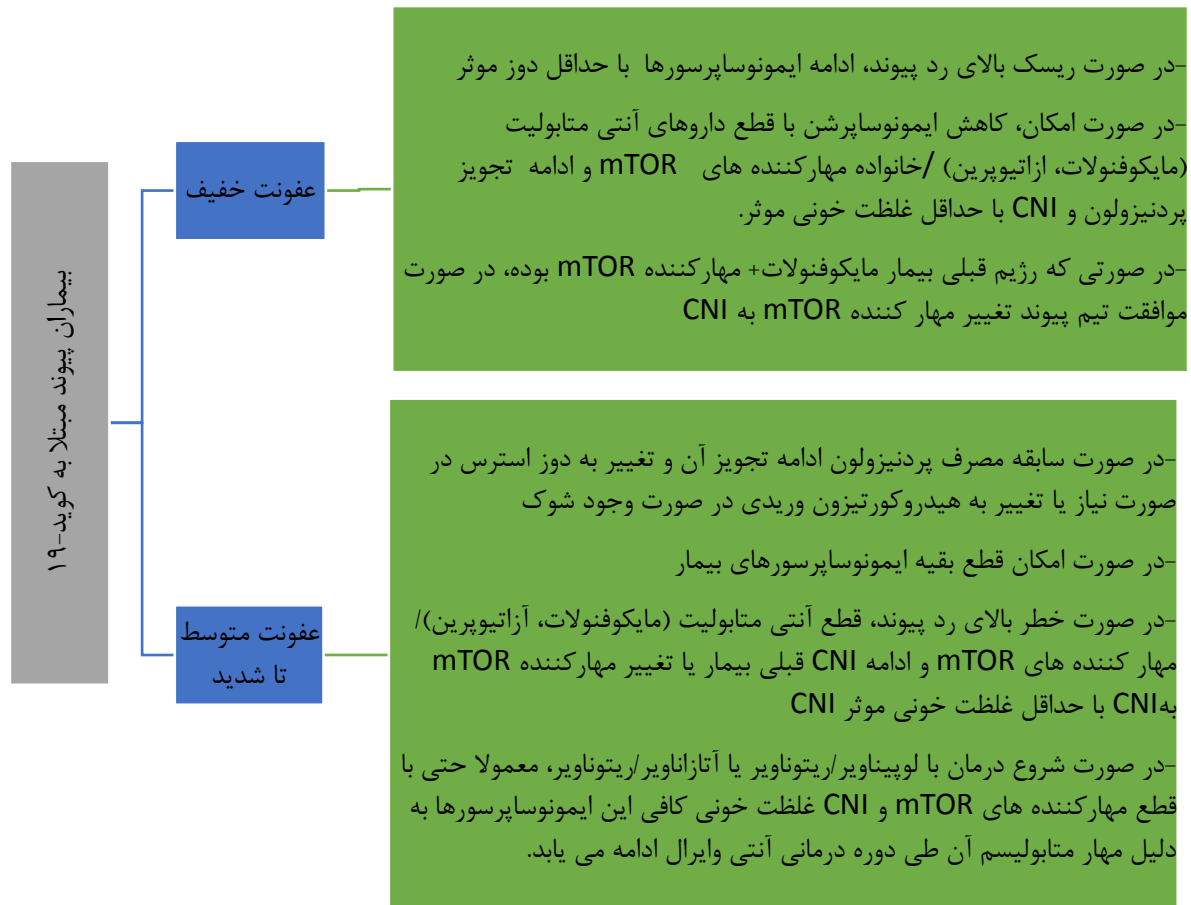 بیماران پیوند مبتلا به کوید-۱۹
عفونت خفیف
-در صورت ریسک بالای رد پیوند، ادامه ایمونوساپرسورها با حداقل دوز موثر
-در صورت امکان، کاهش ایمونوساپرشن با قطع داروهای آنتی متابولیت
(مایکوفنولات، ازاتیوپرین) /خانواده مهارکننده های mTOR و ادامه تجویز
پردنیزولون و CNI با حداقل غلظت خونی موثر.
-در صورتی که رژیم قبلی بیمار مایکوفنولات+ مهارکننده mTOR بوده، در صورت
موافقت تیم پیوند تغییر مهار کننده mTOR به CNI
عفونت متوسط
تا شدید
-در صورت سابقه مصرف پردنیزولون ادامه تجویز آن و تغییر به دوز استرس در
صورت نیاز یا تغییر به هیدروکورتیزون وریدی در صورت وجود شوک
-در صورت امکان قطع بقیه ایمونوساپرسورهای بیمار
-در صورت خطر بالای رد پیوند، قطع آنتی متابولیت (مایکوفنولات، آزاتیوپرین)/
مهار کننده های mTOR و ادامه CNI قبلی بیمار یا تغییر مهارکننده mTOR
بهCNI با حداقل غلظت خونی موثر CNI
-در صورت شروع درمان با لوپیناویر/ریتوناویر یا آتازاناویر/ریتوناویر، معمولا حتی با
قطع مهارکننده های mTOR و CNI غلظت خونی کافی این ایمونوساپرسورها به
دلیل مهار متابولیسم آن طی دوره درمانی آنتی وایرال ادامه می یابد.